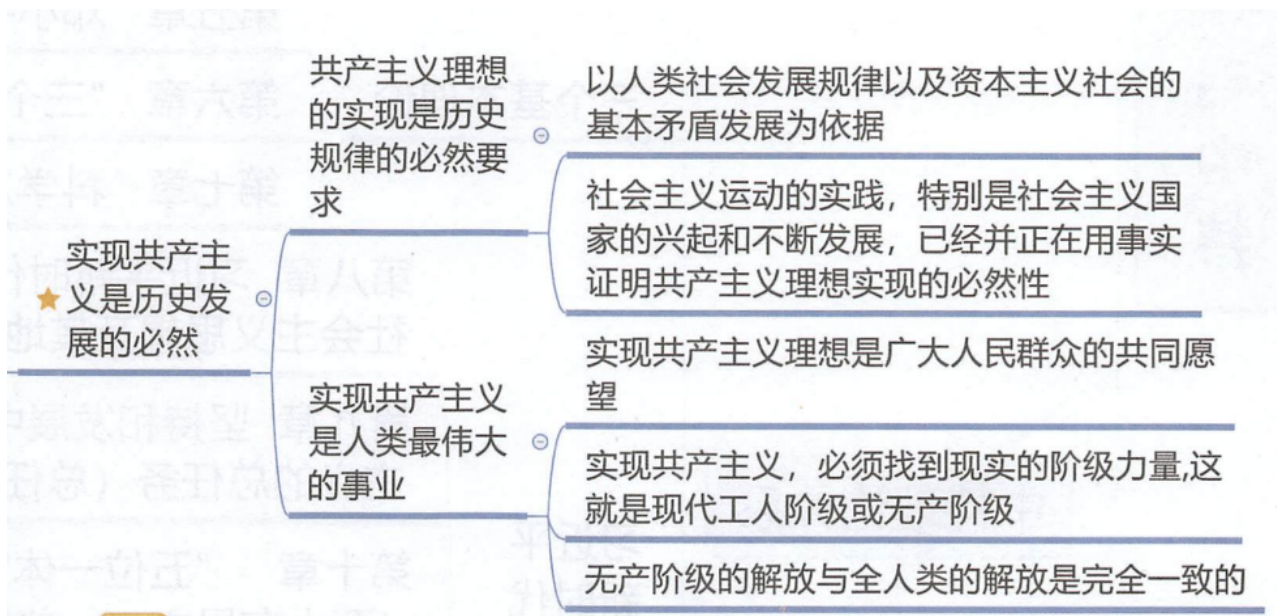 共产主义理想
的实现是历史
规律的必然要
求
以人类社会发展规律以及资本主义社会的
基本矛盾发展为依据
社会主义运动的实践，特别是社会主义国
家的兴起和不断发展，已经并正在用事实
证明共产主义理想实现的必然性
实现共产主
义是历史发
展的必然
实现共产主义
是人类最伟大
的事业
实现共产主义理想是广大人民群众的共同愿
望
实现共产主义，必须找到现实的阶级力量,这
就是现代工人阶级或无产阶级
无产阶级的解放与全人类的解放是完全一致的